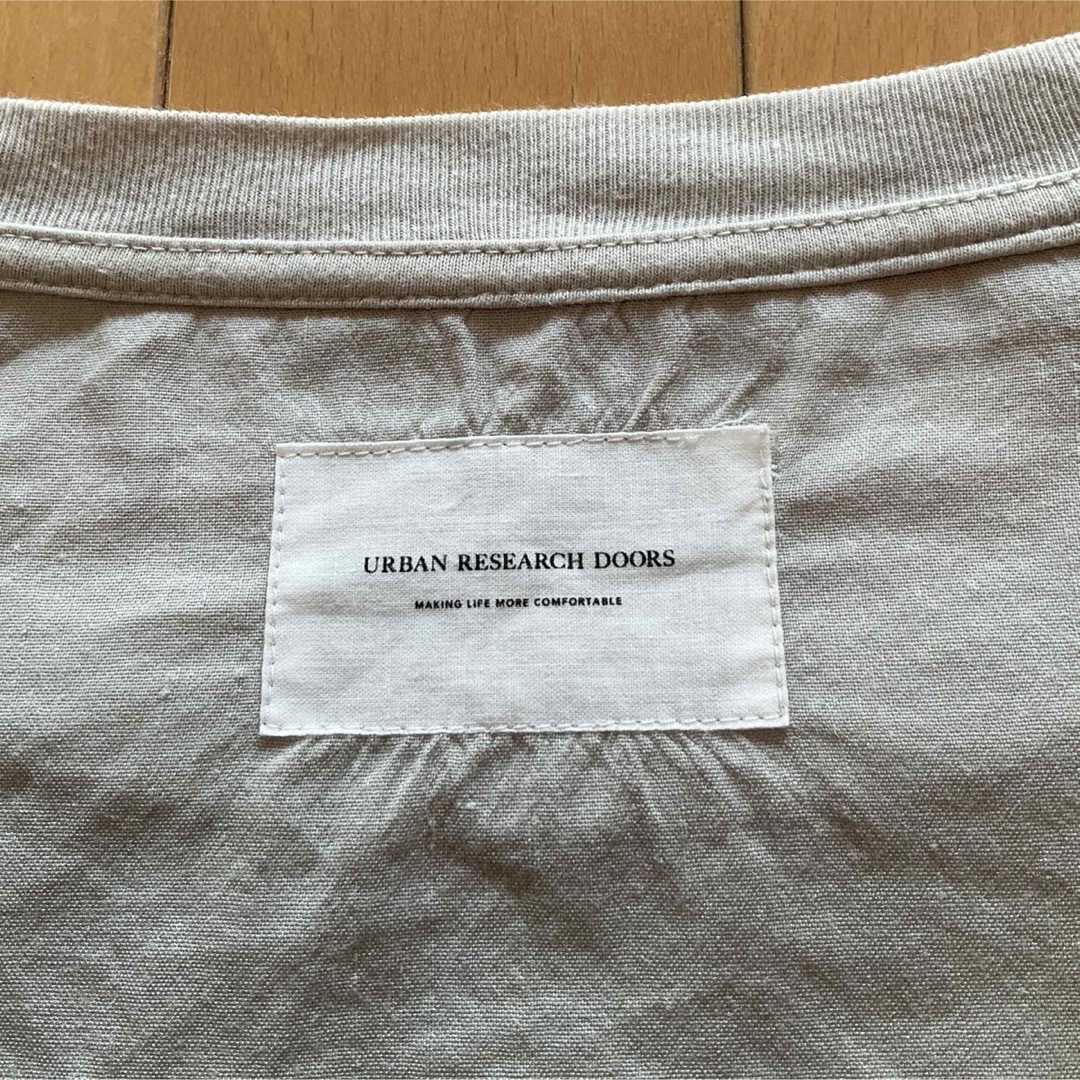 URBAN RESEARCH DOORS
MAKING LIFE MORE COMFORTABLE